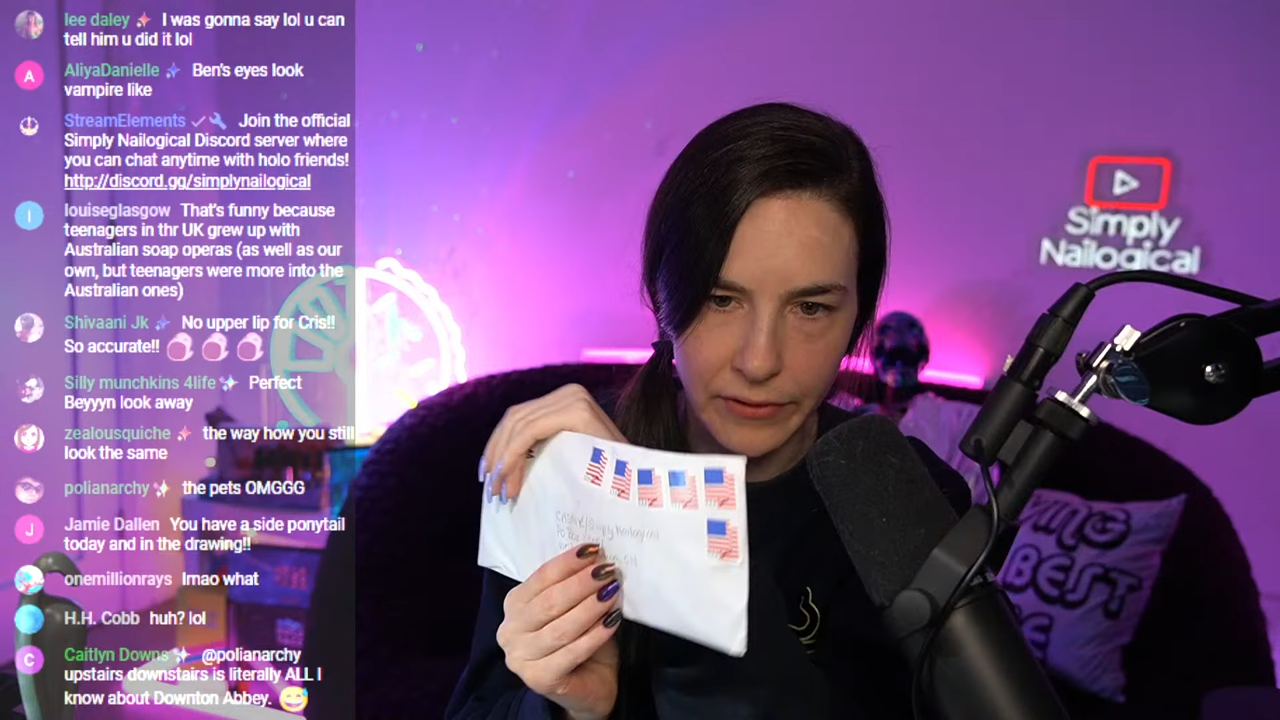 lee daley I was gonna say lol u can
tell him u did it lol
A AliyaDanielle Ben's eyes look
vampire like
StreamElements Join the official
Simply Nailogical Discord server where
you can chat anytime with holo friends!
http://discord.gg/simplynailogical
l louiseglasgow That's funny because
teenagers in thr UK grew up with
Australian soap operas (as well as our
own, but teenagers were more into the
Australian ones)
Shivaani Jk No upper lip for Cris!!
So accurate!!
Silly munchkins 4life Perfect
Beyyyn look away
zealousquiche the way how you still
look the same
polianarchy the pets OMGGG
J Jamie Dallen You have a side ponytail
today and in the drawing!!
onemillionrays lmao what
H.H. Cobb huh? lol
C Caitlyn Downs @polianarchy
upstairs downstairs is literally ALL I
know about Downton Abbey. 😅
Simply
Nailogical
BEST